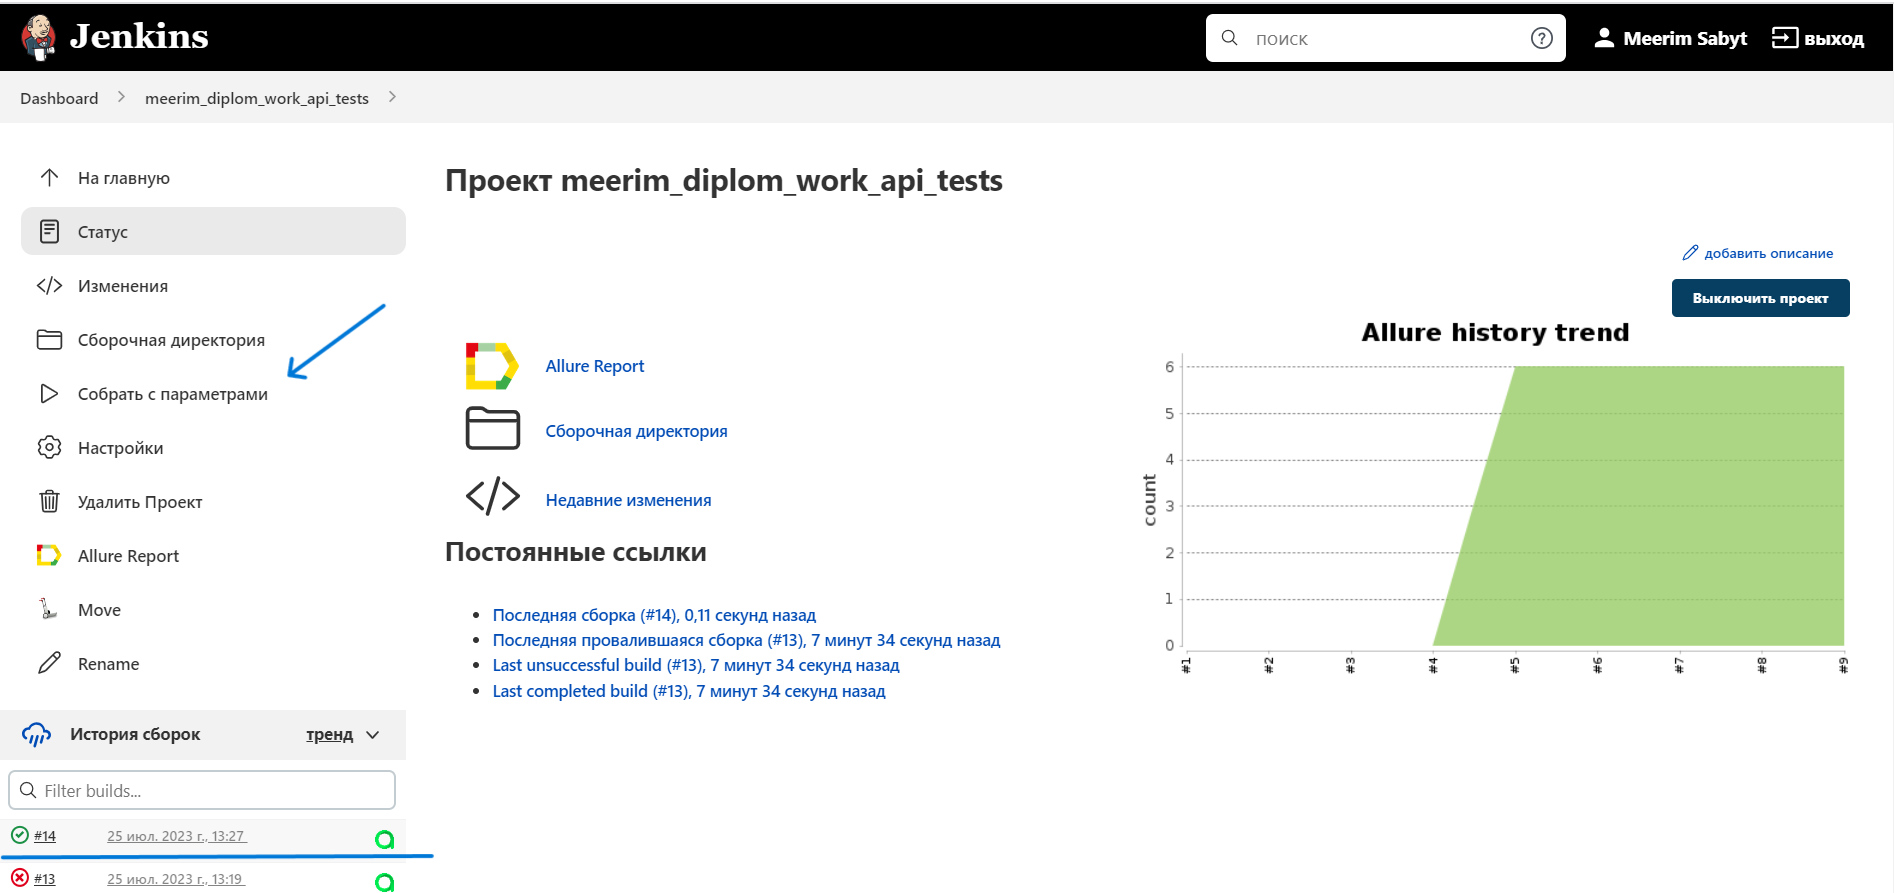 Jenkins
поиск
Meerim Sabyt
выход
Dashboard
meerim_diplom_work_api_tests
На главную
Статус
Изменения
Сборочная директория
Собрать с параметрами
Настройки
Удалить Проект
Allure Report
Move
Rename
История сборок
тренд
Filter builds...
#14
25 июл. 2023 г., 13:27
#13
25 июл. 2023 г., 13:19
Проект meerim_diplom_work_api_tests
добавить описание
Выключить проект
Allure Report
Сборочная директория
Недавние изменения
Постоянные ссылки
Последняя сборка (#14), 0,11 секунд назад
Последняя провалившаяся сборка (#13), 7 минут 34 секунд назад
Last unsuccessful build (#13), 7 минут 34 секунд назад
Last completed build (#13), 7 минут 34 секунд назад
Allure history trend
count
6
5
4
3
2
1
0
#1
#2
#3
#4
#5
#6
#7
#8
#9